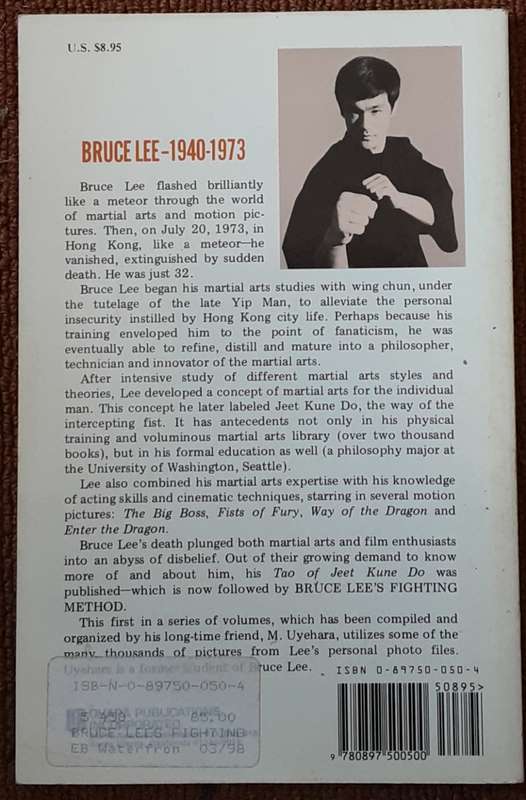 U.S. $8.95
BRUCE LEE–1940-1973
Bruce Lee flashed brilliantly
like a meteor through the world
of martial arts and motion pic-
tures. Then, on July 20, 1973, in
Hong Kong, like a meteor—he
vanished, extinguished by sudden
death. He was just 32.
Bruce Lee began his martial arts studies with wing chun, under
the tutelage of the late Yip Man, to alleviate the personal
insecurity instilled by Hong Kong city life. Perhaps because his
training enveloped him to the point of fanaticism, he was
eventually able to refine, distill and mature into a philosopher,
technician and innovator of the martial arts.
After intensive study of different martial arts styles and
theories, Lee developed a concept of martial arts for the individual
man. This concept he later labeled Jeet Kune Do, the way of the
intercepting fist. It has antecedents not only in his physical
training and voluminous martial arts library (over two thousand
books), but in his formal education as well (a philosophy major at
the University of Washington, Seattle).
Lee also combined his martial arts expertise with his knowledge
of acting skills and cinematic techniques, starring in several motion
pictures: The Big Boss, Fists of Fury, Way of the Dragon and
Enter the Dragon.
Bruce Lee's death plunged both martial arts and film enthusiasts
into an abyss of disbelief. Out of their growing demand to know
more of and about him, his Tao of Jeet Kune Do was
published—which is now followed by BRUCE LEE'S FIGHTING
METHOD.
This first in a series of volumes, which has been compiled and
organized by his long-time friend, M. Uyehara, utilizes some of the
many thousands of pictures from Lee's personal photo files.
Uyehara is a former student of Bruce Lee.
ISBN 0-89750-050-4
ISB-N-0-89750-050-4
50895>
OHARA PUBLICATIONS
INCORPORATED
85.00
BRUCE LEES FIGHTING
EB Waterfron 03/98
9 780897 500500